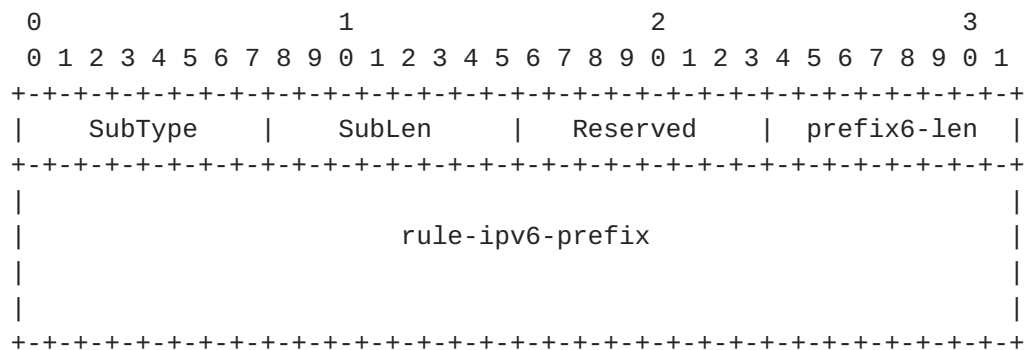 0                   1                   2                   3
 0 1 2 3 4 5 6 7 8 9 0 1 2 3 4 5 6 7 8 9 0 1 2 3 4 5 6 7 8 9 0 1
+-+-+-+-+-+-+-+-+-+-+-+-+-+-+-+-+-+-+-+-+-+-+-+-+-+-+-+-+-+-+-+-+
|    SubType    |    SubLen     |   Reserved    |  prefix6-len  |
+-+-+-+-+-+-+-+-+-+-+-+-+-+-+-+-+-+-+-+-+-+-+-+-+-+-+-+-+-+-+-+-+
|                                                               |
|                        rule-ipv6-prefix                       |
|                                                               |
|                                                               |
+-+-+-+-+-+-+-+-+-+-+-+-+-+-+-+-+-+-+-+-+-+-+-+-+-+-+-+-+-+-+-+-+